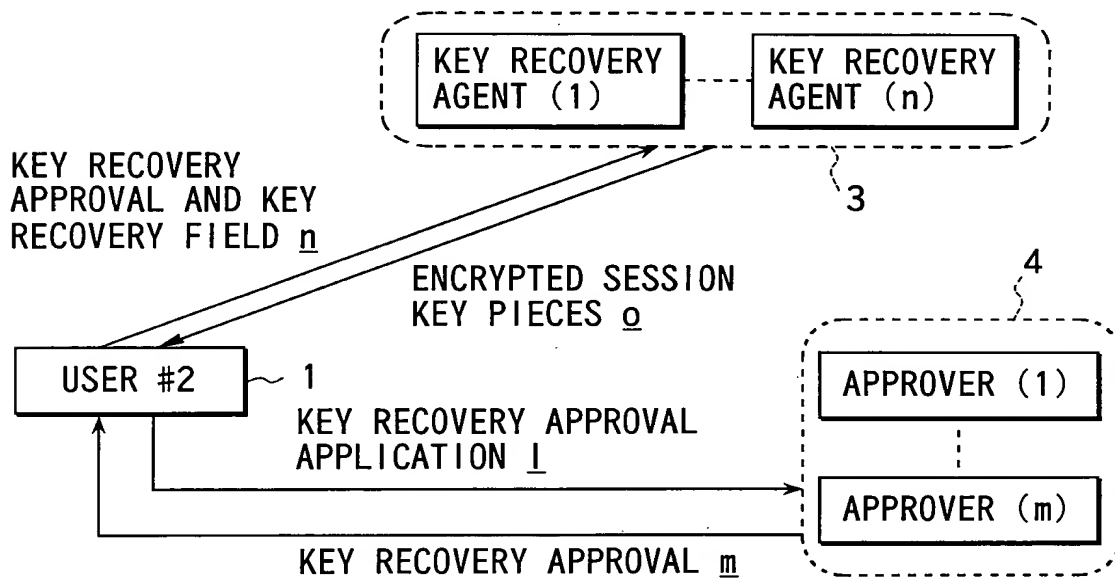 KEY RECOVERY
AGENT (1)
KEY RECOVERY
AGENT (n)
3
KEY RECOVERY
APPROVAL AND KEY
RECOVERY FIELD n
ENCRYPTED SESSION
KEY PIECES o
4
USER #2
1
APPROVER (1)
KEY RECOVERY APPROVAL
APPLICATION l
APPROVER (m)
KEY RECOVERY APPROVAL m